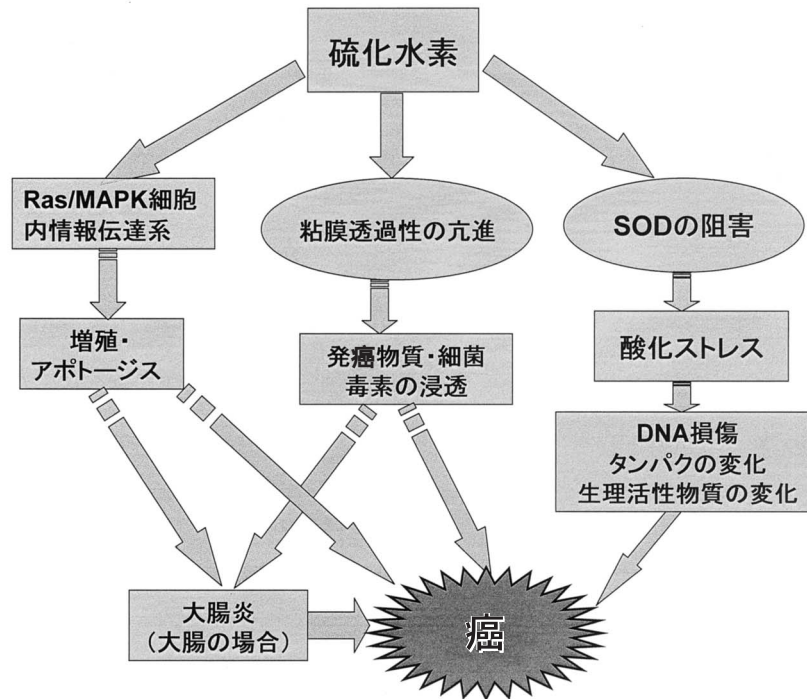 硫化水素
Ras/MAPK細胞
内情報伝達系
粘膜透過性の亢進
SODの阻害
増殖・
アポトージス
発癌物質・細菌
毒素の浸透
酸化ストレス
DNA損傷
タンパクの変化
生理活性物質の変化
大腸炎
（大腸の場合）
癌